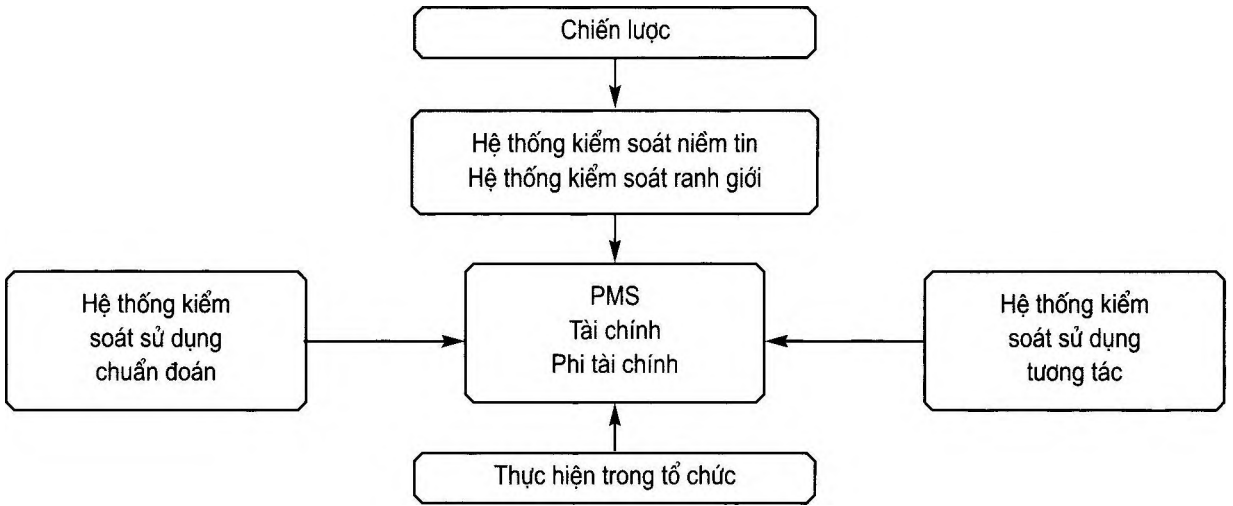 Chiến lược
Hệ thống kiểm soát niềm tin
Hệ thống kiểm soát ranh giới
Hệ thống kiểm
soát sử dụng
chuẩn đoán
PMS
Tài chính
Phi tài chính
Hệ thống kiểm
soát sử dụng
tương tác
Thực hiện trong tổ chức